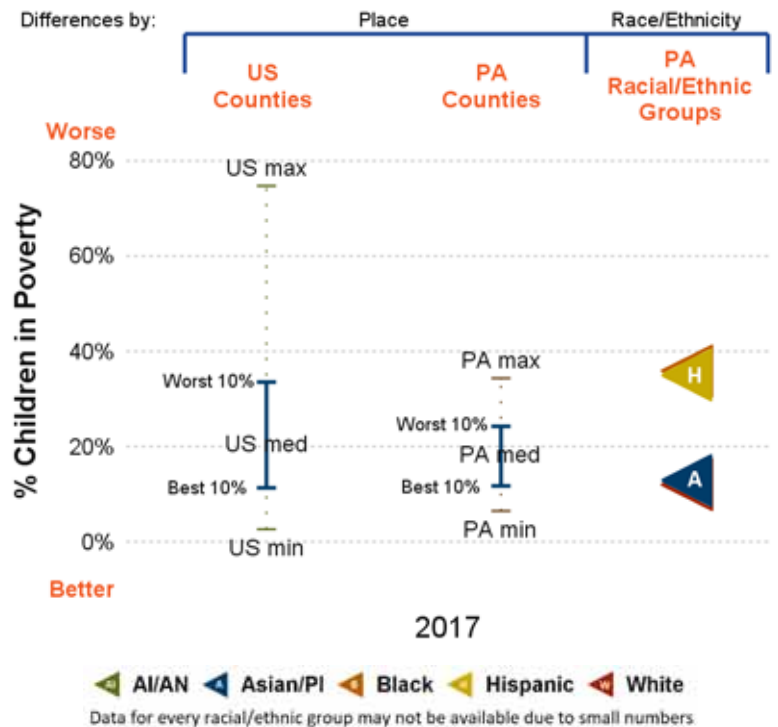 Differences by: Place Race/Ethnicity
US Counties
PA Counties
PA Racial/Ethnic Groups
Worse
80%
US max
60%
40%
PA max
Worst 10%
H
Worst 10%
20%
US med
PA med
A
Best 10%
Best 10%
0%
PA min
US min
Better
% Children in Poverty
2017
AI/AN A Asian/PI Black Hispanic White
Data for every racial/ethnic group may not be available due to small numbers